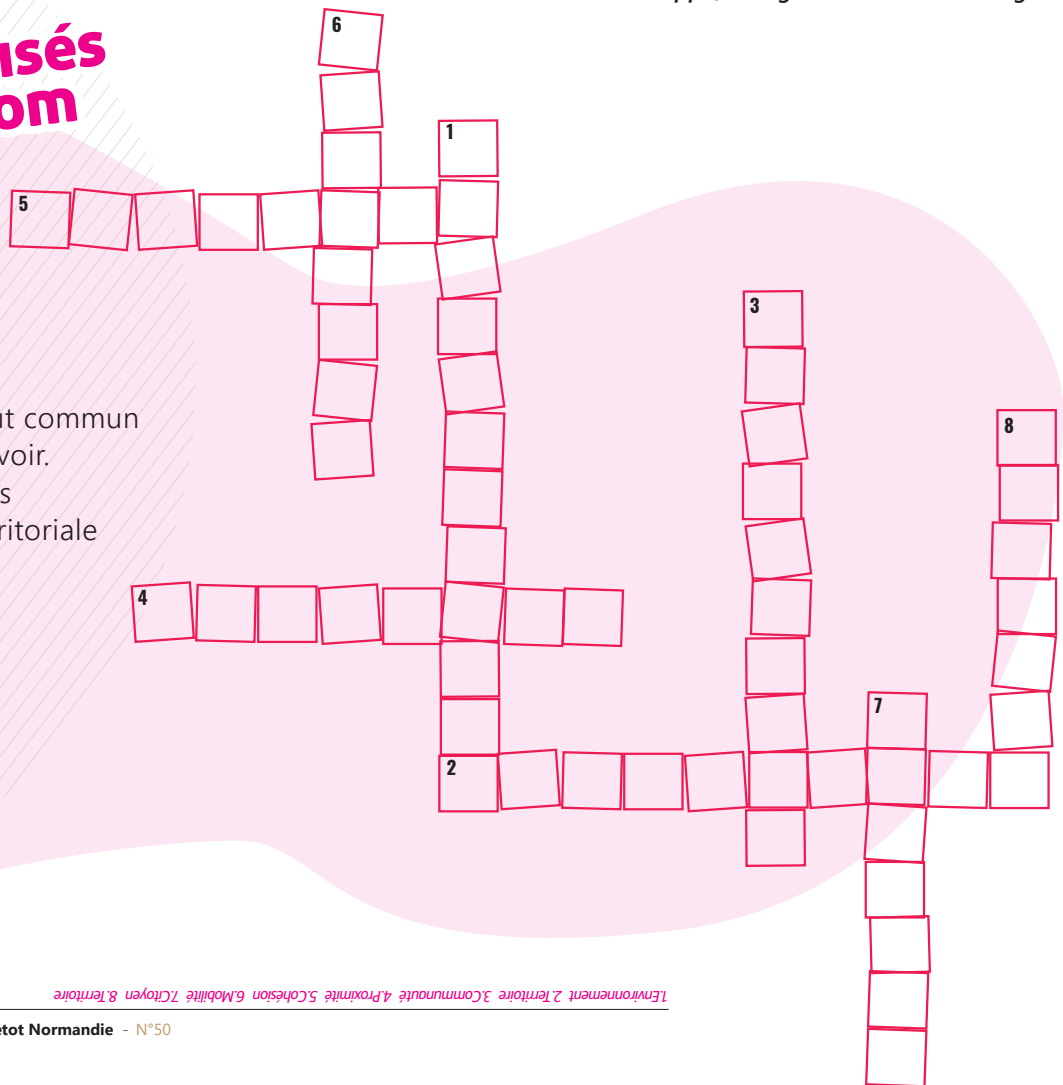 isés
om
6
1
5
3
ut commun
8
voir.
s
ritoriale
4
7
2
1.Environnement 2. Territoire 3.Communauté 4.Proximité 5.Cohésion 6.Mobilité 7.Citoyen 8.Territoire
etot Normandie - N°50